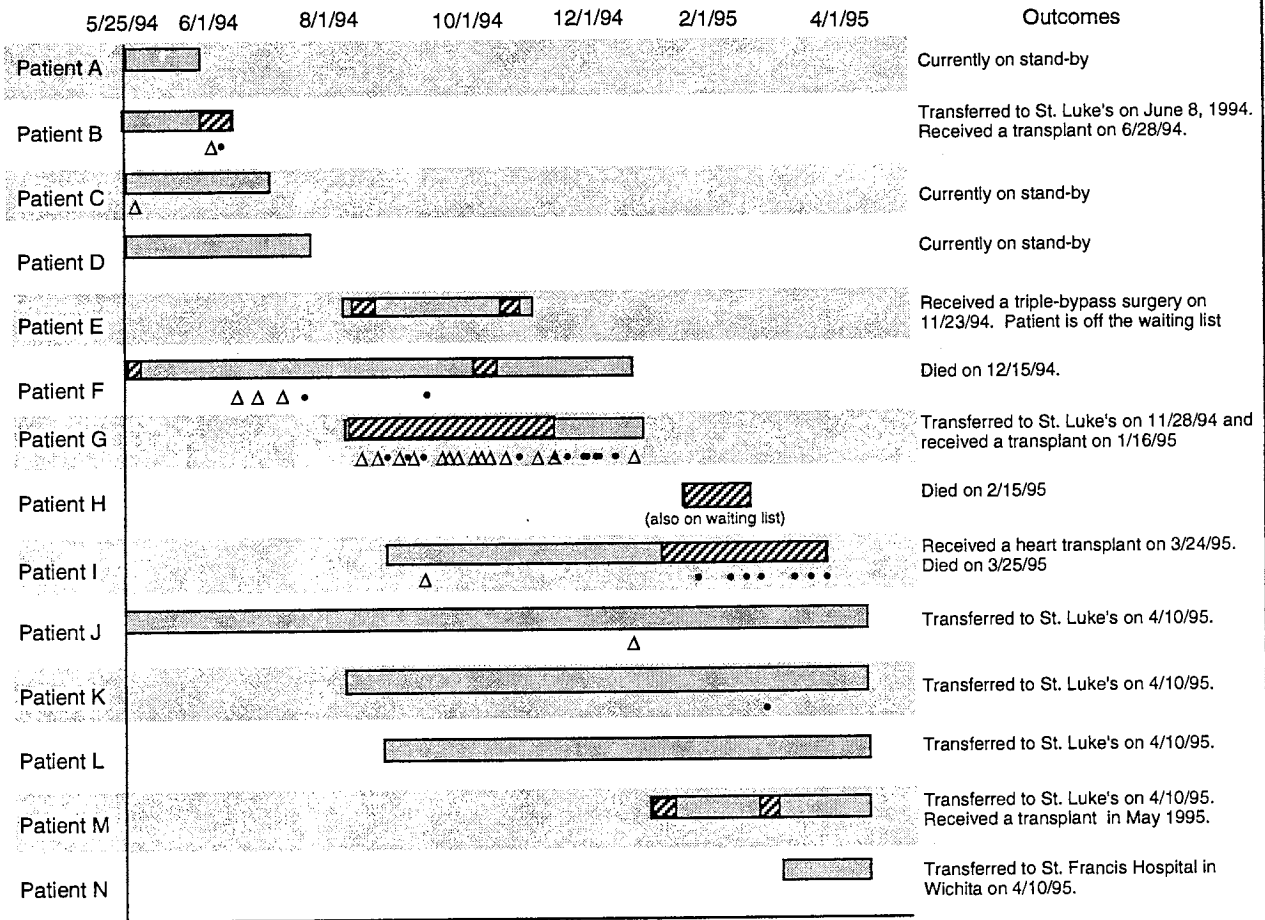 5/25/94 6/1/94 8/1/94 10/1/94 12/1/94 2/1/95 4/1/95 Outcomes
Patient A Currently on stand-by
Patient B Transferred to St. Luke's on June 8, 1994.
Received a transplant on 6/28/94.
Patient C Currently on stand-by
Patient D Currently on stand-by
Patient E Received a triple-bypass surgery on
11/23/94. Patient is off the waiting list
Patient F Died on 12/15/94.
Patient G Transferred to St. Luke's on 11/28/94 and
received a transplant on 1/16/95
Patient H Died on 2/15/95
(also on waiting list)
Patient I Received a heart transplant on 3/24/95.
Died on 3/25/95
Patient J Transferred to St. Luke's on 4/10/95.
Patient K Transferred to St. Luke's on 4/10/95.
Patient L Transferred to St. Luke's on 4/10/95.
Patient M Transferred to St. Luke's on 4/10/95.
Received a transplant in May 1995.
Patient N Transferred to St. Francis Hospital in
Wichita on 4/10/95.